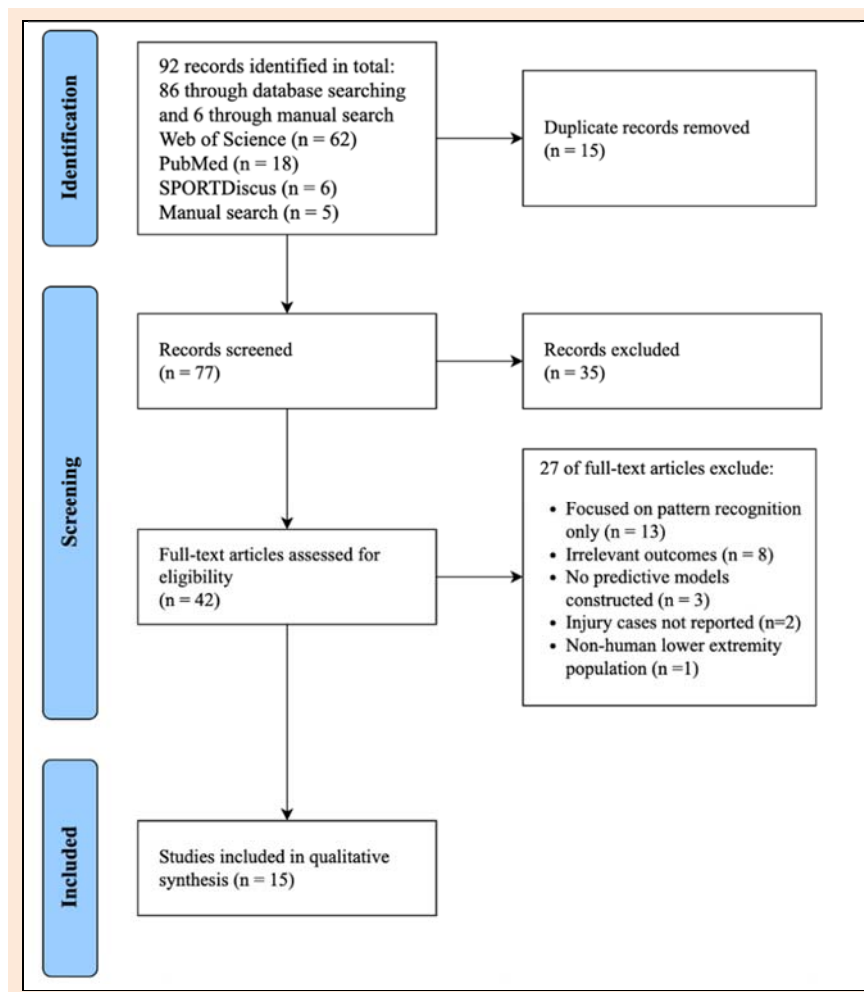 Identification
92 records identified in total:
86 through database searching
and 6 through manual search
Web of Science (n = 62)
PubMed (n = 18)
SPORTDiscus (n = 6)
Manual search (n = 5)
Duplicate records removed
(n = 15)
Screening
Records screened
(n = 77)
Records excluded
(n = 35)
Full-text articles assessed for
eligibility
(n = 42)
27 of full-text articles exclude:
• Focused on pattern recognition
only (n = 13)
• Irrelevant outcomes (n = 8)
• No predictive models
constructed (n = 3)
• Injury cases not reported (n=2)
• Non-human lower extremity
population (n =1)
Included
Studies included in qualitative
synthesis (n = 15)